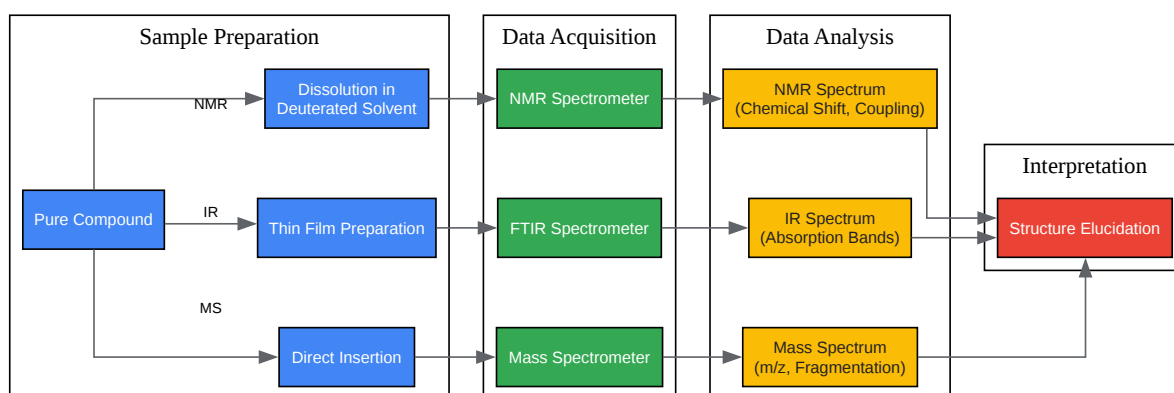 Sample Preparation
Data Acquisition
Data Analysis
NMR
Dissolution in
Deuterated Solvent
NMR Spectrometer
NMR Spectrum
(Chemical Shift, Coupling)
Interpretation
Pure Compound
IR
Thin Film Preparation
FTIR Spectrometer
IR Spectrum
(Absorption Bands)
Structure Elucidation
MS
Direct Insertion
Mass Spectrometer
Mass Spectrum
(m/z, Fragmentation)